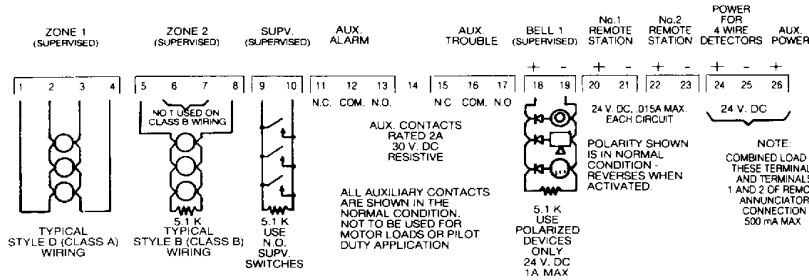 ZONE 1
(SUPERVISED)
ZONE 2
(SUPERVISED)
SUPV.
(SUPERVISED)
AUX.
ALARM
AUX.
TROUBLE
BELL 1
(SUPERVISED)
No.1
REMOTE
STATION
No.2
REMOTE
STATION
POWER
FOR
4 WIRE
DETECTORS
AUX.
POWER
+ - + - + - + - +
1 2 3 4 5 6 7 8 9 10 11 12 13 14 15 16 17 18 19 20 21 22 23 24 25 26
NOT USED ON
CLASS B WIRING
N.C. COM. N.O.
N.C. COM. N.O
AUX. CONTACTS
RATED 2A
30 V. DC
RESISTIVE
ALL AUXILIARY CONTACTS
ARE SHOWN IN THE
NORMAL CONDITION.
NOT TO BE USED FOR
MOTOR LOADS OR PILOT
DUTY APPLICATION
24 V. DC, .015A MAX.
EACH CIRCUIT
POLARITY SHOWN
IS IN NORMAL
CONDITION -
REVERSES WHEN
ACTIVATED.
24 V. DC
NOTE:
COMBINED LOAD
THESE TERMINAL
AND TERMINAL
1 AND 2 OF REMO
ANNUNCIATOR
CONNECTION
500 mA MAX
TYPICAL
STYLE D (CLASS A)
WIRING
5.1 K
TYPICAL
STYLE B (CLASS B)
WIRING
5.1 K
USE
N.O.
SUPV.
SWITCHES
5.1 K
USE
POLARIZED
DEVICES
ONLY
24 V. DC
1A MAX